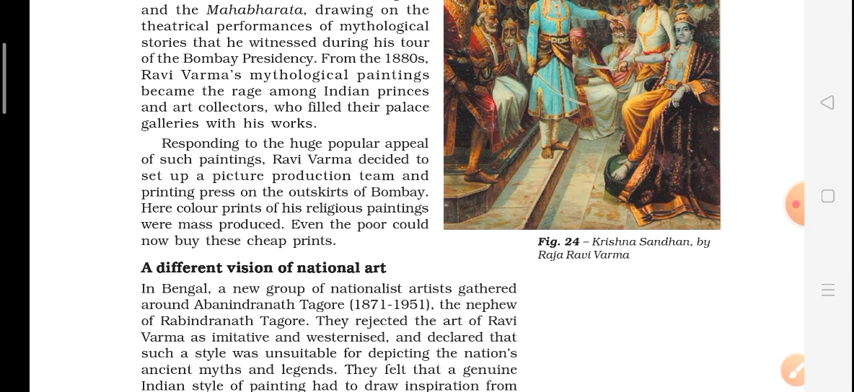 and the Mahabharata, drawing on the
theatrical performances of mythological
stories that he witnessed during his tour
of the Bombay Presidency. From the 1880s,
Ravi Varma's mythological paintings
became the rage among Indian princes
and art collectors, who filled their palace
galleries with his works.
Responding to the huge popular appeal
of such paintings, Ravi Varma decided to
set up a picture production team and
printing press on the outskirts of Bombay.
Here colour prints of his religious paintings
were mass produced. Even the poor could
now buy these cheap prints.
Fig. 24 – Krishna Sandhan, by
Raja Ravi Varma
A different vision of national art
In Bengal, a new group of nationalist artists gathered
around Abanindranath Tagore (1871-1951), the nephew
of Rabindranath Tagore. They rejected the art of Ravi
Varma as imitative and westernised, and declared that
such a style was unsuitable for depicting the nation's
ancient myths and legends. They felt that a genuine
Indian style of painting had to draw inspiration from